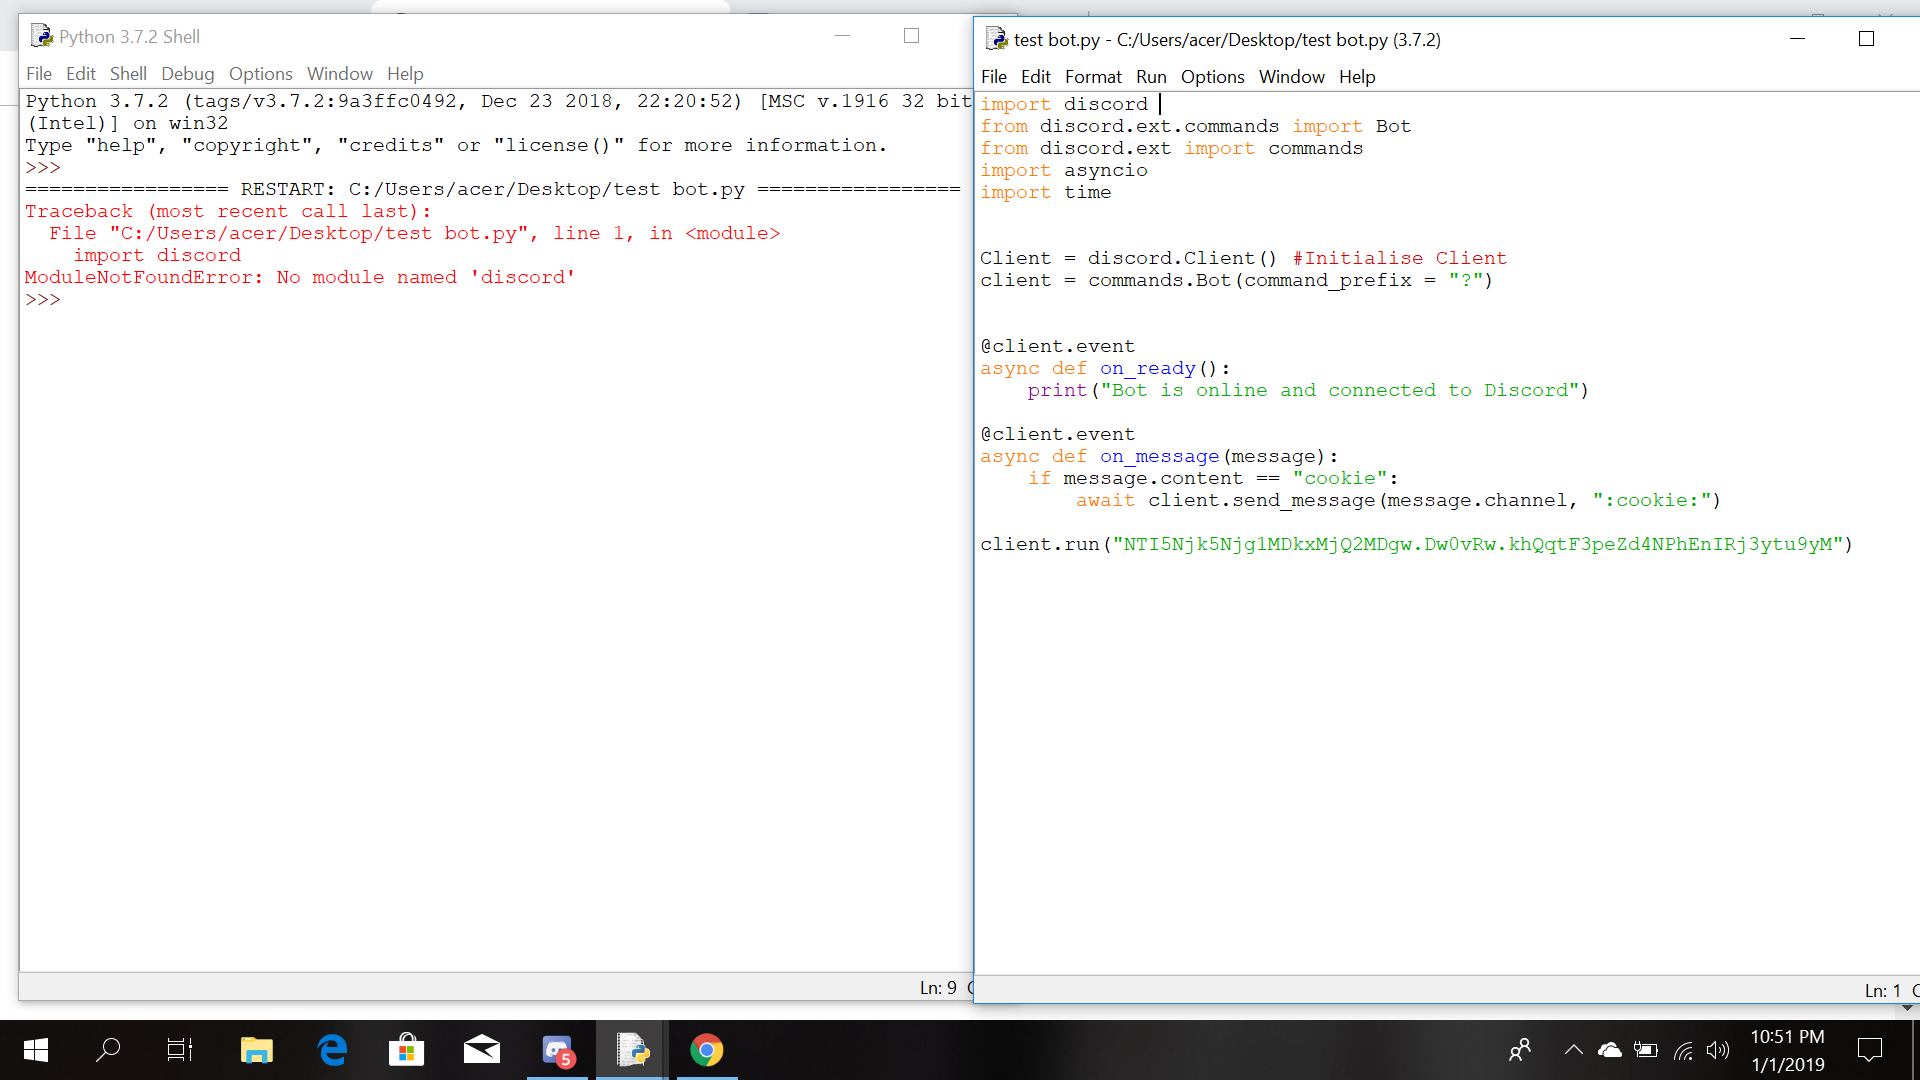 Python 3.7.2 Shell
File Edit Shell Debug Options Window Help
Python 3.7.2 (tags/v3.7.2:9a3ffc0492, Dec 23 2018, 22:20:52) [MSC v.1916 32 bit
(Intel)] on win32
Type "help", "copyright", "credits" or "license()" for more information.
>>>
================= RESTART: C:/Users/acer/Desktop/test bot.py =================
Traceback (most recent call last):
  File "C:/Users/acer/Desktop/test bot.py", line 1, in <module>
    import discord
ModuleNotFoundError: No module named 'discord'
>>>
Ln: 9
test bot.py - C:/Users/acer/Desktop/test bot.py (3.7.2)
File Edit Format Run Options Window Help
import discord
from discord.ext.commands import Bot
from discord.ext import commands
import asyncio
import time
Client = discord.Client() #Initialise Client
client = commands.Bot(command_prefix = "?")
@client.event
async def on_ready():
    print("Bot is online and connected to Discord")
@client.event
async def on_message(message):
    if message.content == "cookie":
        await client.send_message(message.channel, ":cookie:")
client.run("NTI5Njk5Njg1MDkxMjQ2MDgw.Dw0vRw.khQqtF3peZd4NPhEnIRj3ytu9yM")
Ln: 1
5
10:51 PM
1/1/2019